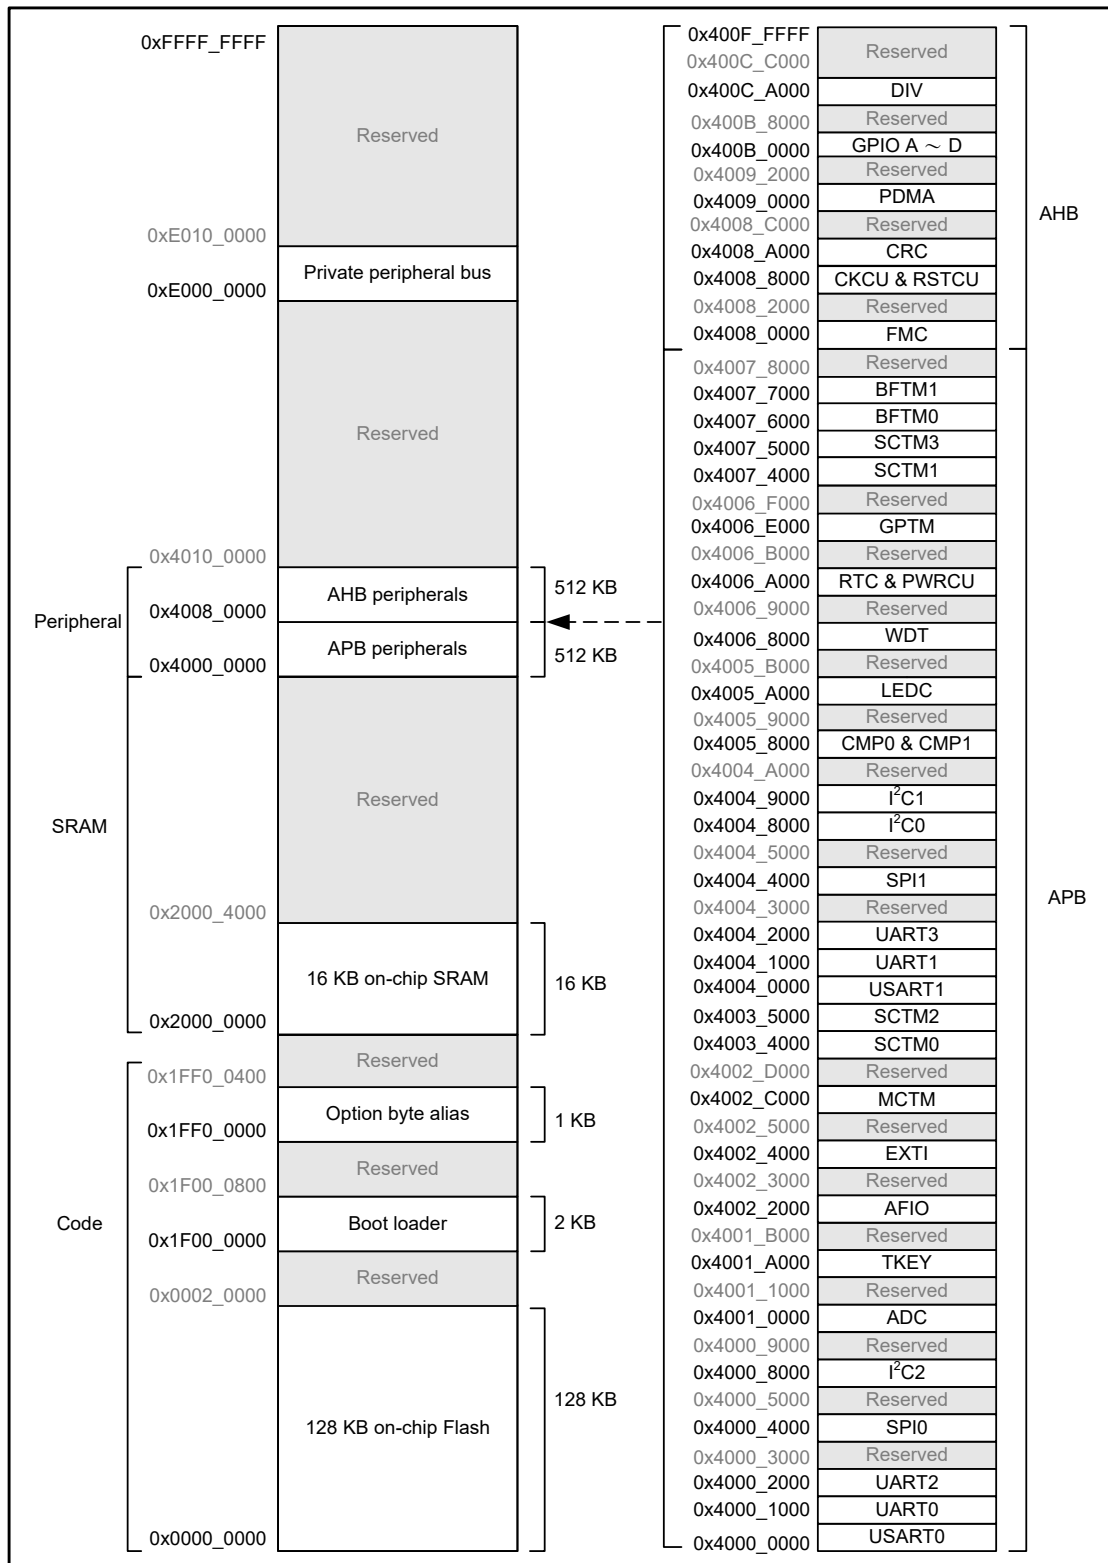 0xFFFF_FFFF
Reserved
0xE010_0000
Private peripheral bus
0xE000_0000
Reserved
0x4010_0000
AHB peripherals
512 KB
Peripheral
0x4008_0000
APB peripherals
512 KB
0x4000_0000
Reserved
SRAM
0x2000_4000
16 KB on-chip SRAM
16 KB
0x2000_0000
Reserved
0x1FF0_0400
Option byte alias
1 KB
0x1FF0_0000
Reserved
0x1F00_0800
Code
Boot loader
2 KB
0x1F00_0000
Reserved
0x0002_0000
128 KB on-chip Flash
128 KB
0x0000_0000
0x400F_FFFF
Reserved
0x400C_C000
0x400C_A000 DIV
0x400B_8000 Reserved
0x400B_0000 GPIO A ～ D
0x4009_2000 Reserved
0x4009_0000 PDMA
0x4008_C000 Reserved
AHB
0x4008_A000 CRC
0x4008_8000 CKCU & RSTCU
0x4008_2000 Reserved
0x4008_0000 FMC
0x4007_8000 Reserved
0x4007_7000 BFTM1
0x4007_6000 BFTM0
0x4007_5000 SCTM3
0x4007_4000 SCTM1
0x4006_F000 Reserved
0x4006_E000 GPTM
0x4006_B000 Reserved
0x4006_A000 RTC & PWRCU
0x4006_9000 Reserved
0x4006_8000 WDT
0x4005_B000 Reserved
0x4005_A000 LEDC
0x4005_9000 Reserved
0x4005_8000 CMP0 & CMP1
0x4004_A000 Reserved
0x4004_9000 I²C1
0x4004_8000 I²C0
0x4004_5000 Reserved
0x4004_4000 SPI1
APB
0x4004_3000 Reserved
0x4004_2000 UART3
0x4004_1000 UART1
0x4004_0000 USART1
0x4003_5000 SCTM2
0x4003_4000 SCTM0
0x4002_D000 Reserved
0x4002_C000 MCTM
0x4002_5000 Reserved
0x4002_4000 EXTI
0x4002_3000 Reserved
0x4002_2000 AFIO
0x4001_B000 Reserved
0x4001_A000 TKEY
0x4001_1000 Reserved
0x4001_0000 ADC
0x4000_9000 Reserved
0x4000_8000 I²C2
0x4000_5000 Reserved
0x4000_4000 SPI0
0x4000_3000 Reserved
0x4000_2000 UART2
0x4000_1000 UART0
0x4000_0000 USART0